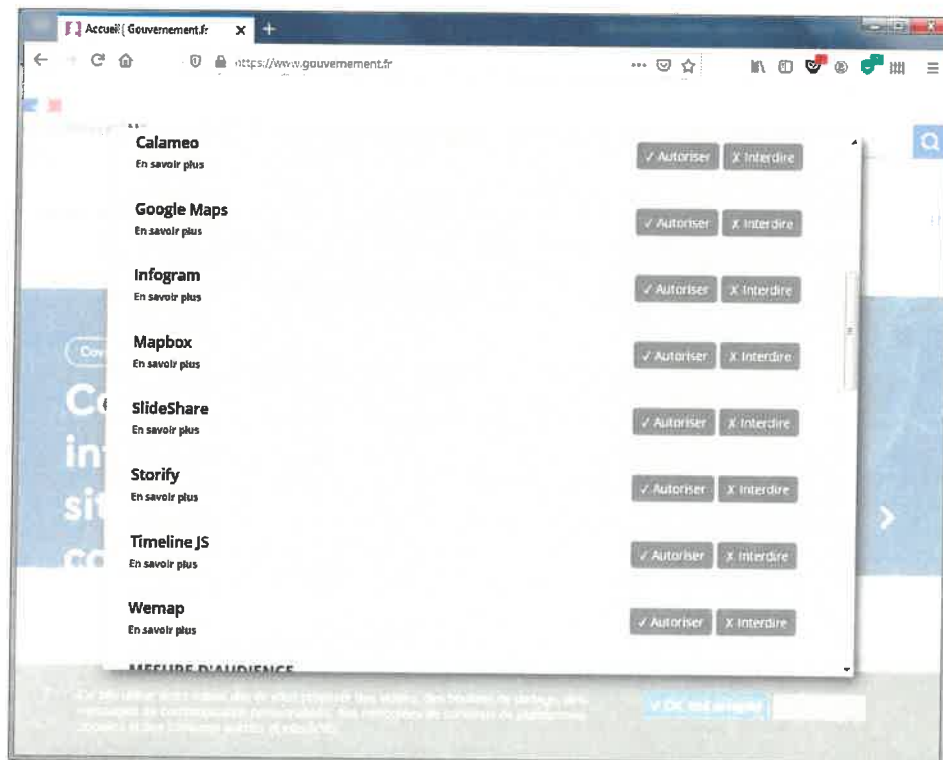 Accueil | Gouvernement.fr
https://www.gouvernement.fr
Calameo
En savoir plus
✓ Autoriser
X Interdire
Google Maps
En savoir plus
✓ Autoriser
X Interdire
Infogram
En savoir plus
✓ Autoriser
X Interdire
Mapbox
En savoir plus
✓ Autoriser
X Interdire
SlideShare
En savoir plus
✓ Autoriser
X Interdire
Storify
En savoir plus
✓ Autoriser
X Interdire
Timeline JS
En savoir plus
✓ Autoriser
X Interdire
Wemap
En savoir plus
✓ Autoriser
X Interdire
MESURE D'AUDIENCE